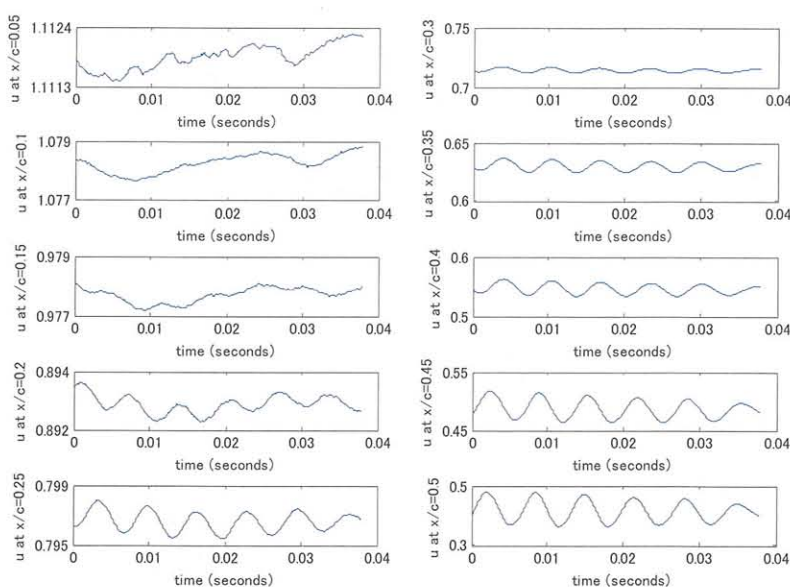 u at x/c=0.05
1.1124
1.1113
0 0.01 0.02 0.03 0.04
time (seconds)
u at x/c=0.1
1.079
1.077
0 0.01 0.02 0.03 0.04
time (seconds)
u at x/c=0.15
0.979
0.977
0 0.01 0.02 0.03 0.04
time (seconds)
u at x/c=0.2
0.894
0.892
0 0.01 0.02 0.03 0.04
time (seconds)
u at x/c=0.25
0.799
0.795
0 0.01 0.02 0.03 0.04
time (seconds)
u at x/c=0.3
0.75
0.7
0 0.01 0.02 0.03 0.04
time (seconds)
u at x/c=0.35
0.65
0.6
0 0.01 0.02 0.03 0.04
time (seconds)
u at x/c=0.4
0.6
0.5
0 0.01 0.02 0.03 0.04
time (seconds)
u at x/c=0.45
0.55
0.45
0 0.01 0.02 0.03 0.04
time (seconds)
u at x/c=0.5
0.5
0.3
0 0.01 0.02 0.03 0.04
time (seconds)